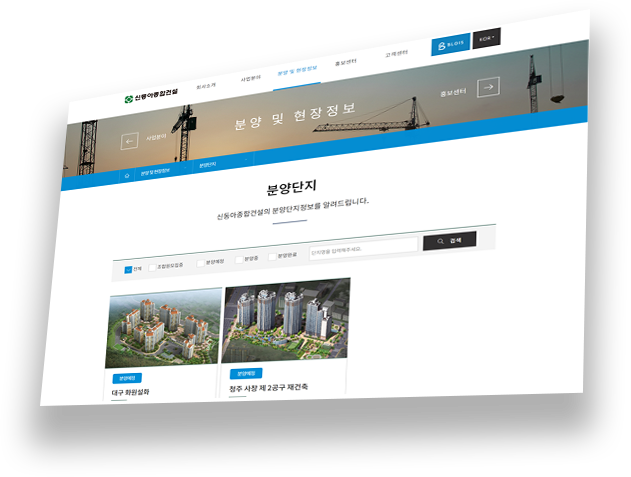 신동아종합건설
회사소개
사업분야
분양 및 현장정보
홍보센터
고객센터
BLOIS
KOR
사업분야
분양 및 현장정보
홍보센터
분양 및 현장정보
분양단지
분양단지
신동아종합건설의 분양단지정보를 알려드립니다.
전체
조합원모집중
분양예정
분양중
분양완료
단지명을 입력해주세요.
검색
분양예정
대구 화원설화
분양예정
청주 사창 제 2공구 재건축